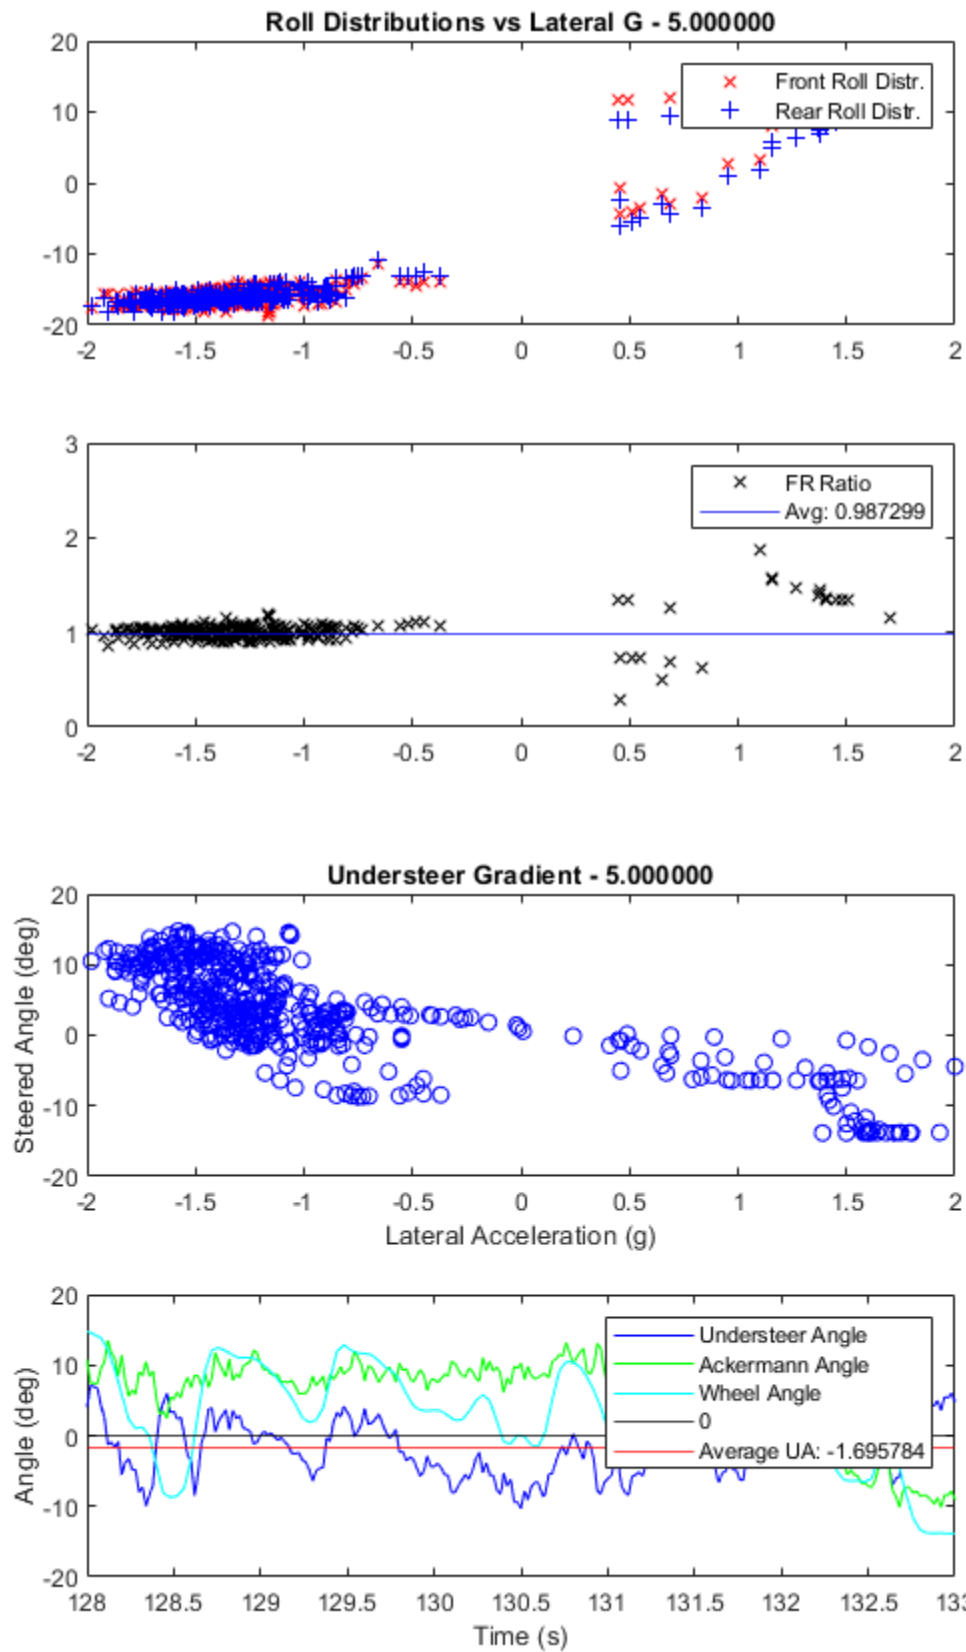 Roll Distributions vs Lateral G - 5.000000
20
10
0
-10
-20
Front Roll Distr.
Rear Roll Distr.
-2 -1.5 -1 -0.5 0 0.5 1 1.5 2
3
2
1
0
FR Ratio
Avg: 0.987299
-2 -1.5 -1 -0.5 0 0.5 1 1.5 2
Understeer Gradient - 5.000000
Steered Angle (deg)
20
10
0
-10
-20
-2 -1.5 -1 -0.5 0 0.5 1 1.5 2
Lateral Acceleration (g)
Angle (deg)
20
10
0
-10
-20
Understeer Angle
Ackermann Angle
Wheel Angle
0
Average UA: -1.695784
128 128.5 129 129.5 130 130.5 131 131.5 132 132.5 133
Time (s)